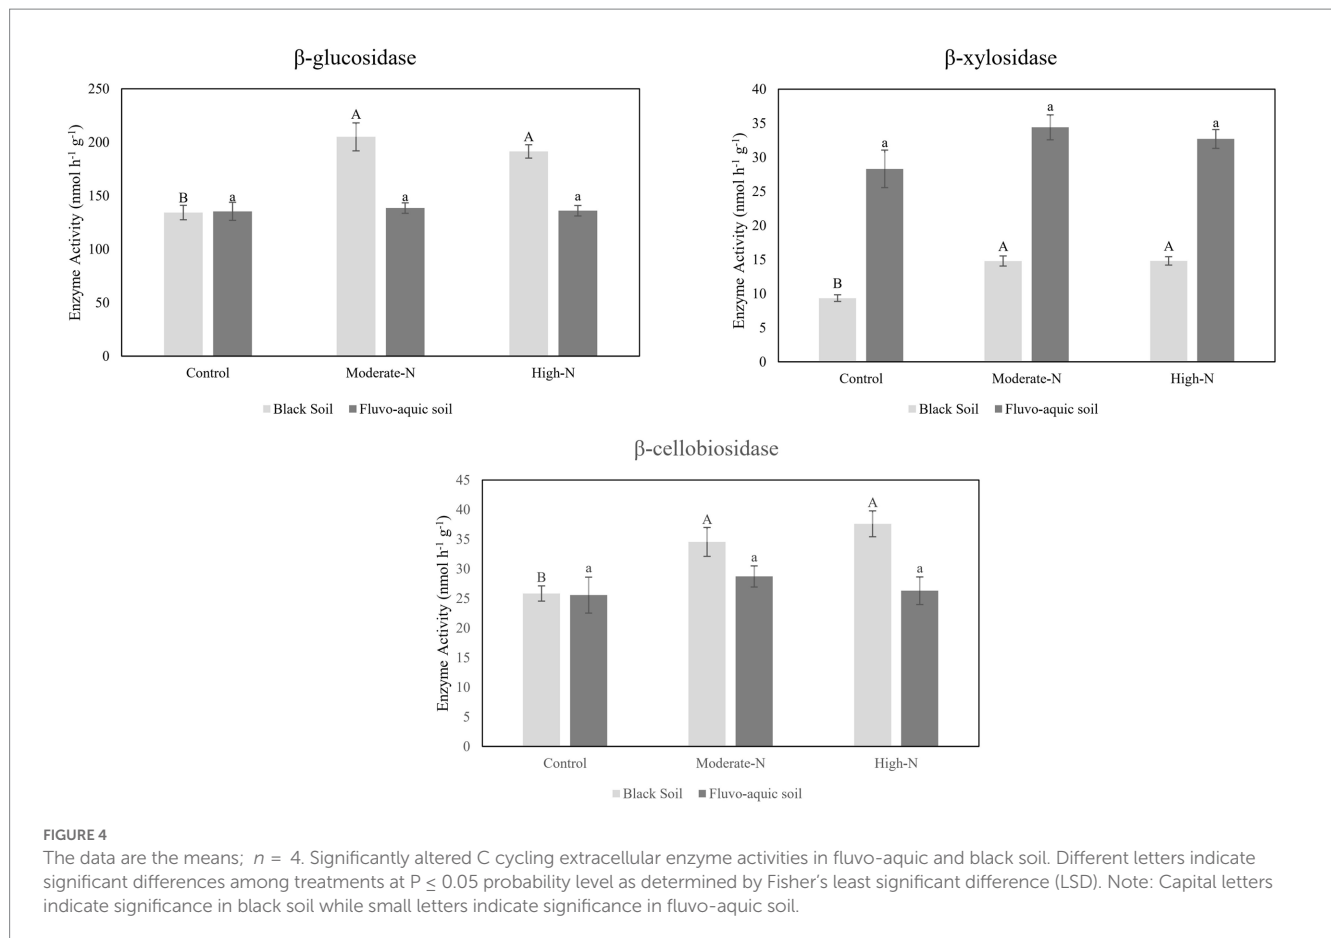 β-glucosidase
Enzyme Activity (nmol h⁻¹ g⁻¹)
250
200
150
100
50
0
B
a
A
a
A
a
Control
Moderate-N
High-N
Black Soil
Fluvo-aquic soil
β-xylosidase
Enzyme Activity (nmol h⁻¹ g⁻¹)
40
35
30
25
20
15
10
5
0
B
a
A
a
A
a
Control
Moderate-N
High-N
Black Soil
Fluvo-aquic soil
β-cellobiosidase
Enzyme Activity (nmol h⁻¹ g⁻¹)
45
40
35
30
25
20
15
10
5
0
B
a
A
a
A
a
Control
Moderate-N
High-N
Black Soil
Fluvo-aquic soil
FIGURE 4
The data are the means; n = 4. Significantly altered C cycling extracellular enzyme activities in fluvo-aquic and black soil. Different letters indicate
significant differences among treatments at P ≤ 0.05 probability level as determined by Fisher's least significant difference (LSD). Note: Capital letters
indicate significance in black soil while small letters indicate significance in fluvo-aquic soil.